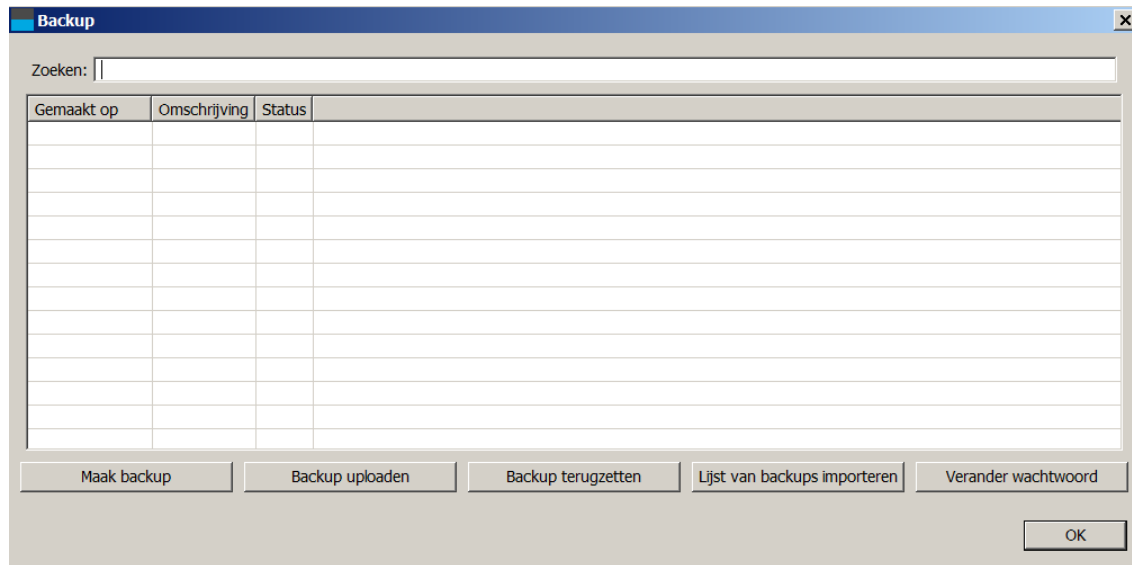 Backup
Zoeken:
Gemaakt op Omschrijving Status
Maak backup Backup uploaden Backup terugzetten Lijst van backups importeren Verander wachtwoord
OK